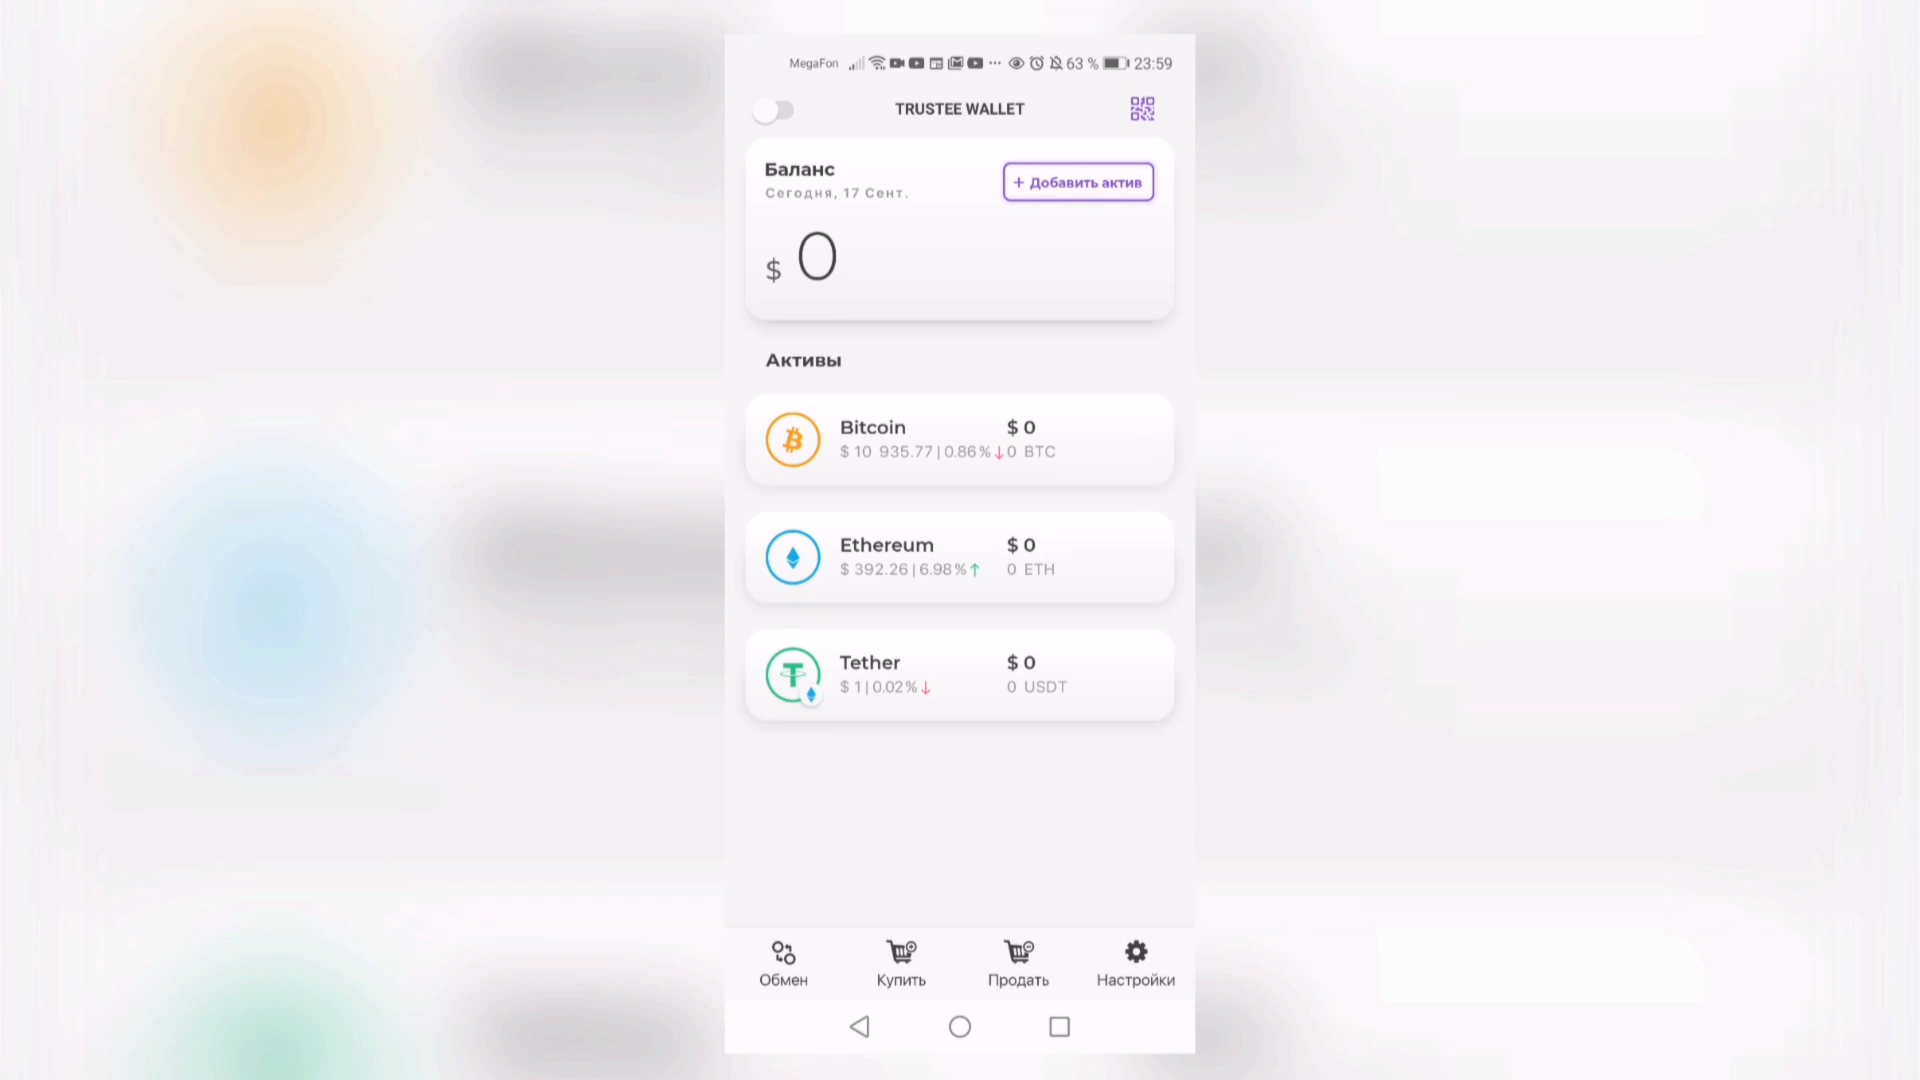 MegaFon 63 % 23:59
TRUSTEE WALLET
Баланс
+ Добавить актив
Сегодня, 17 Сент.
$ 0
Активы
Bitcoin $ 0
$ 10 935.77 | 0.86% ↓ 0 BTC
Ethereum $ 0
$ 392.26 | 6.98% ↑ 0 ETH
Tether $ 0
$ 1 | 0.02% ↓ 0 USDT
Обмен Купить Продать Настройки